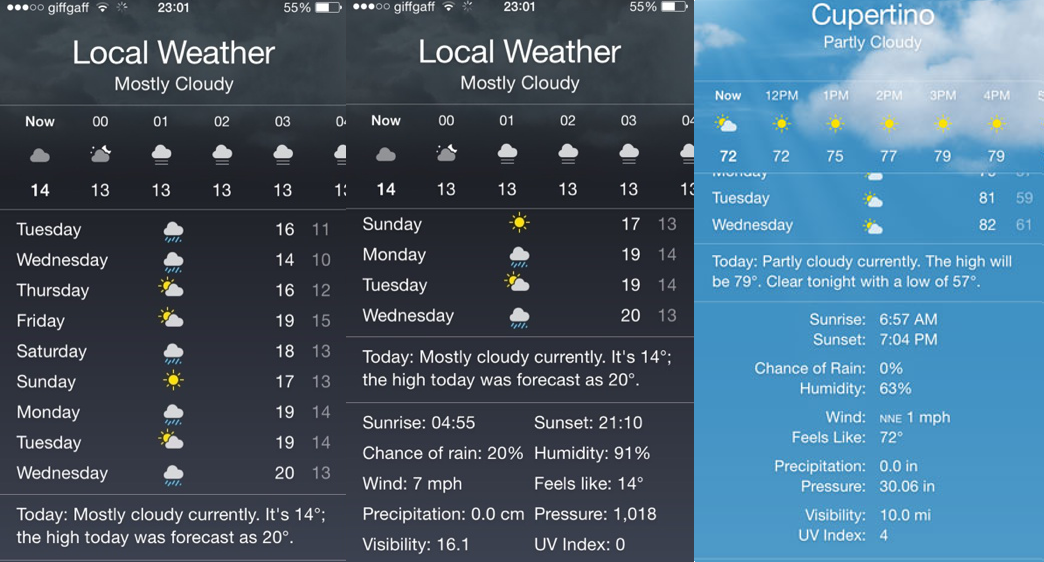 giffgaff 23:01 55%
Local Weather
Mostly Cloudy
Now 00 01 02 03 04
14 13 13 13 13
Tuesday 16 11
Wednesday 14 10
Thursday 16 12
Friday 19 15
Saturday 18 13
Sunday 17 13
Monday 19 14
Tuesday 19 14
Wednesday 20 13
Today: Mostly cloudy currently. It's 14°;
the high today was forecast as 20°.
giffgaff 23:01 55%
Local Weather
Mostly Cloudy
Now 00 01 02 03 04
14 13 13 13 13
Sunday 17 13
Monday 19 14
Tuesday 19 14
Wednesday 20 13
Today: Mostly cloudy currently. It's 14°;
the high today was forecast as 20°.
Sunrise: 04:55 Sunset: 21:10
Chance of rain: 20% Humidity: 91%
Wind: 7 mph Feels like: 14°
Precipitation: 0.0 cm Pressure: 1,018
Visibility: 16.1 UV Index: 0
Cupertino
Partly Cloudy
Now 12PM 1PM 2PM 3PM 4PM
72 72 75 77 79 79
Monday
Tuesday 81 59
Wednesday 82 61
Today: Partly cloudy currently. The high will
be 79°. Clear tonight with a low of 57°.
Sunrise: 6:57 AM
Sunset: 7:04 PM
Chance of Rain: 0%
Humidity: 63%
Wind: NNE 1 mph
Feels Like: 72°
Precipitation: 0.0 in
Pressure: 30.06 in
Visibility: 10.0 mi
UV Index: 4